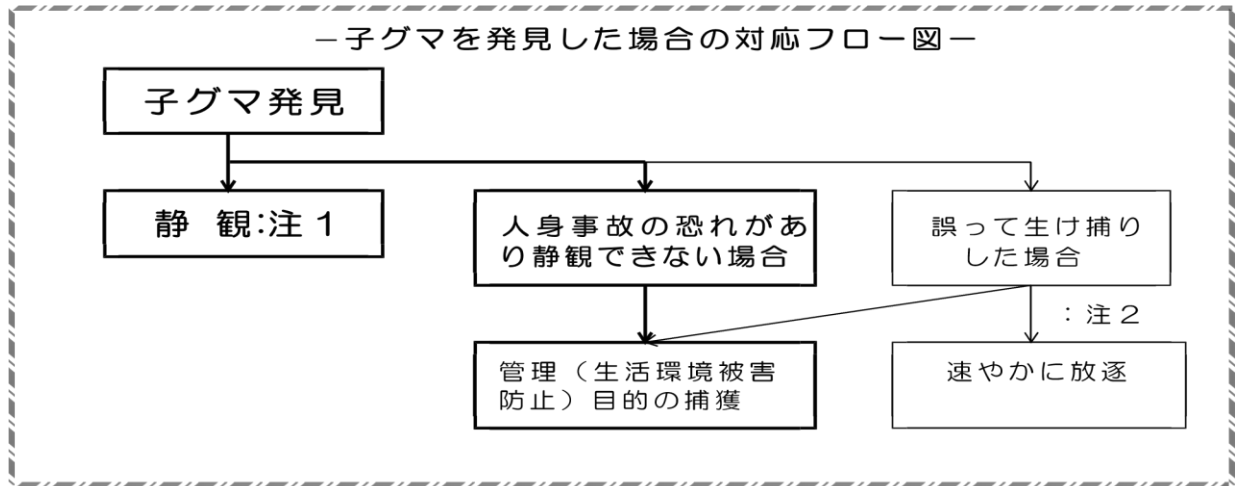 －子グマを発見した場合の対応フロー図－
子グマ発見
静 観:注１
人身事故の恐れがあ
り静観できない場合
誤って生け捕り
した場合
：注２
管理（生活環境被害
防止）目的の捕獲
速やかに放逐